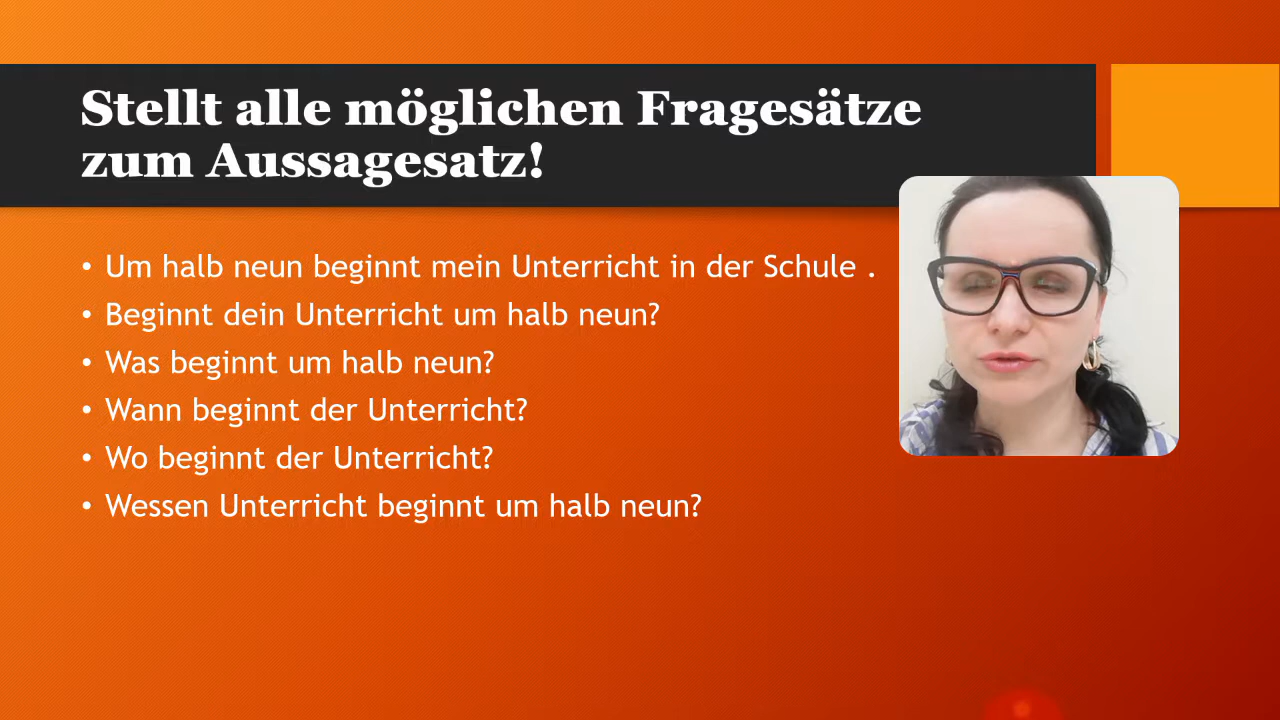 Stellt alle möglichen Fragesätze
zum Aussagesatz!
• Um halb neun beginnt mein Unterricht in der Schule .
• Beginnt dein Unterricht um halb neun?
• Was beginnt um halb neun?
• Wann beginnt der Unterricht?
• Wo beginnt der Unterricht?
• Wessen Unterricht beginnt um halb neun?